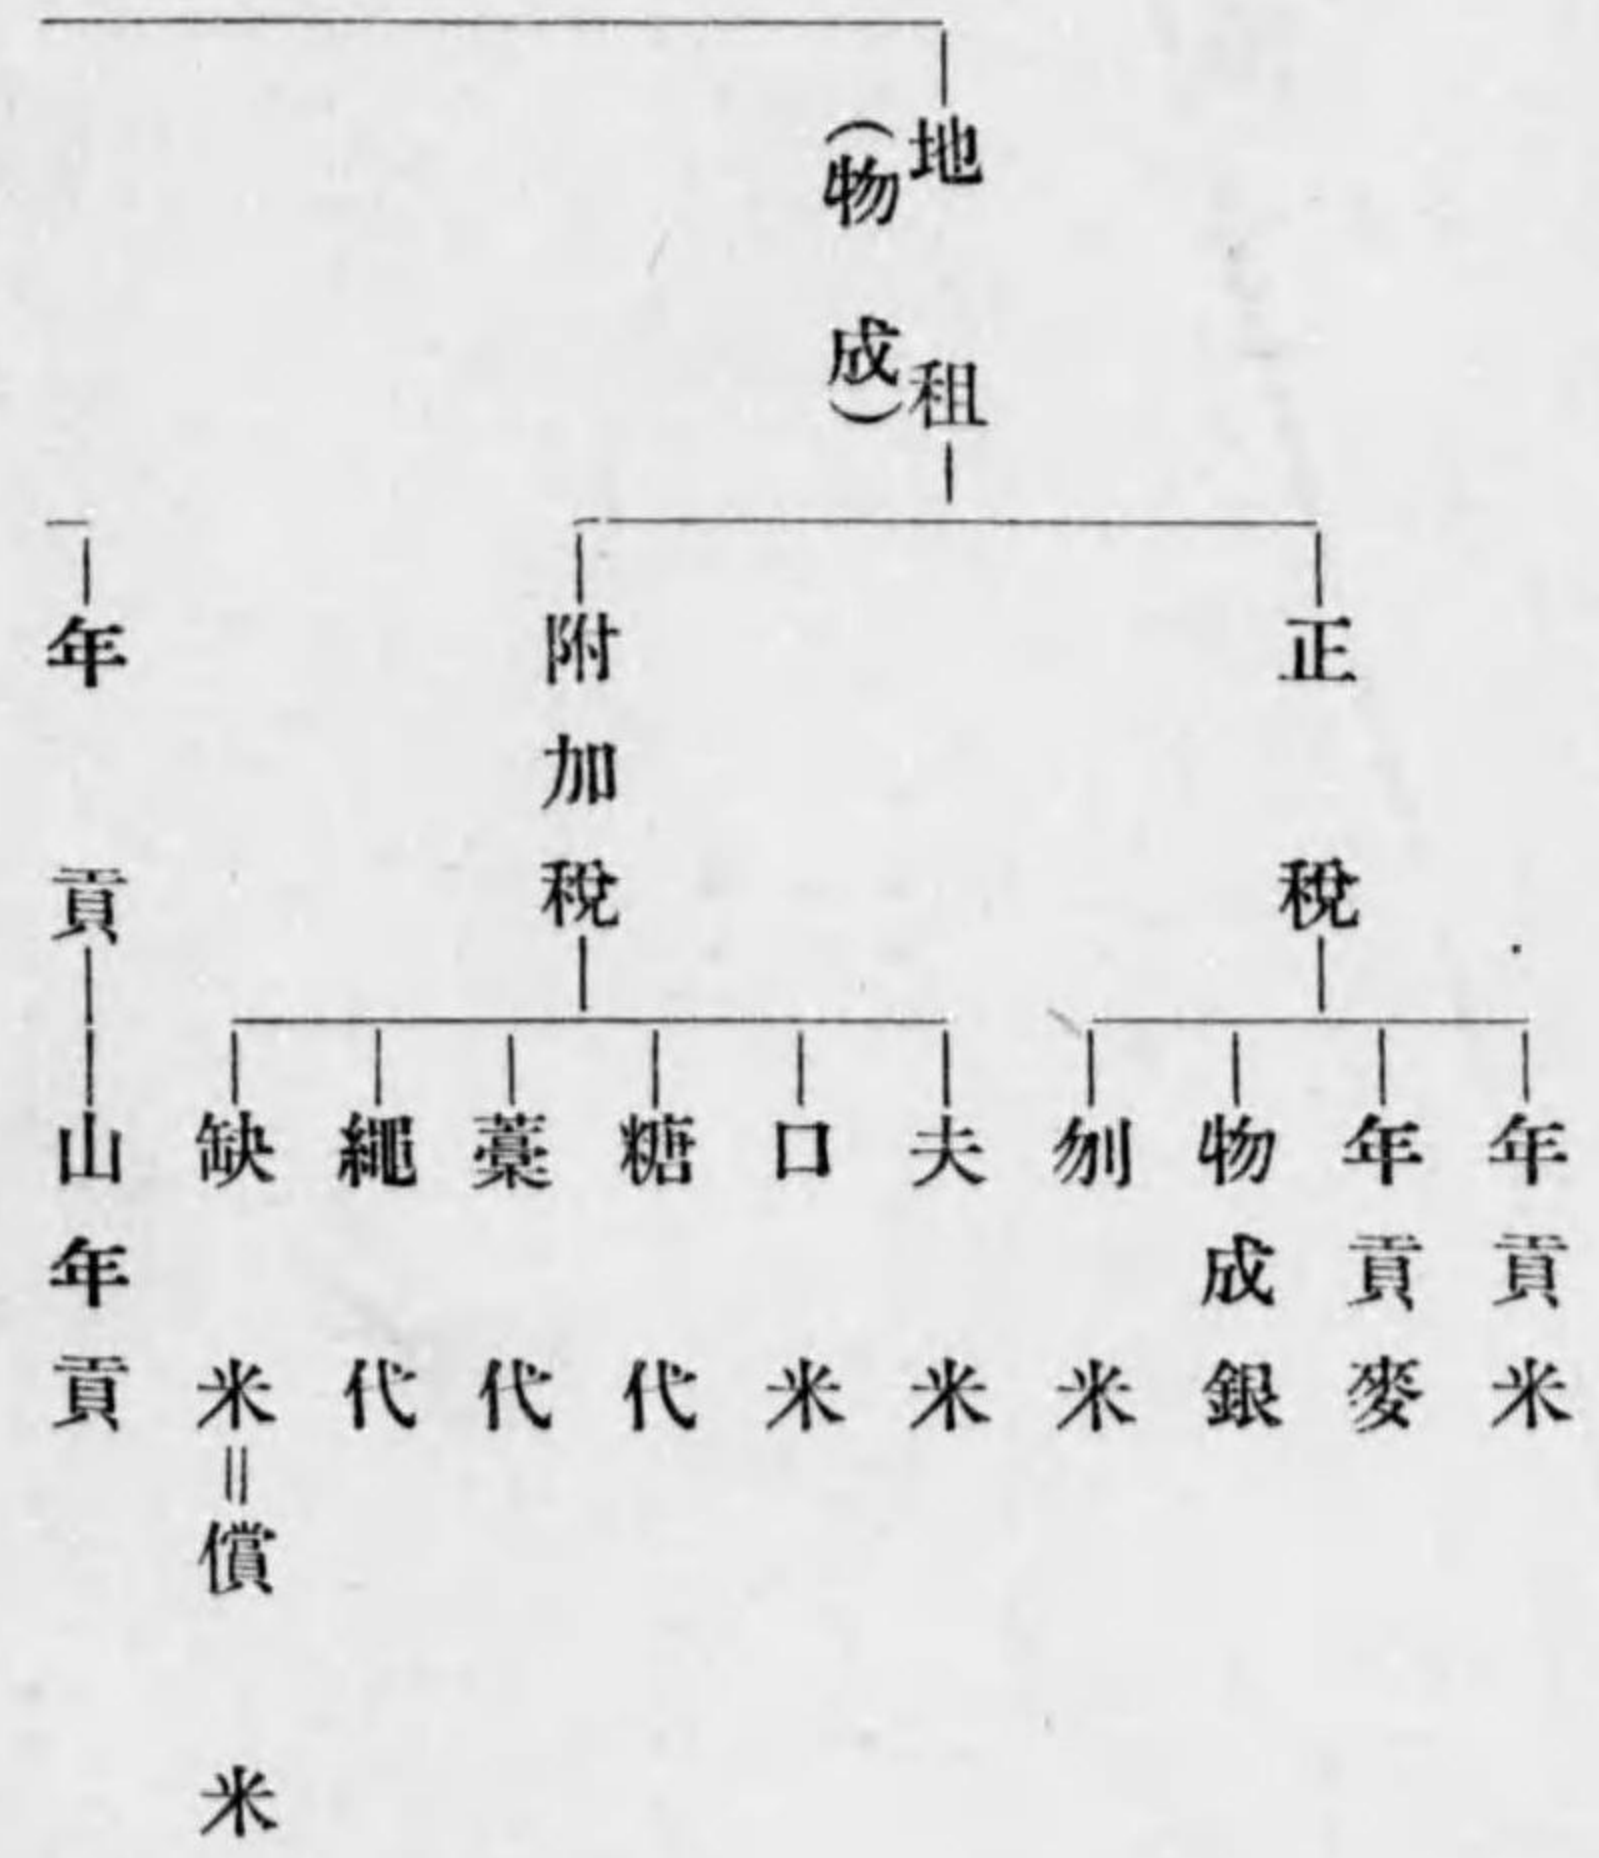 地租
(物成)
正税
年貢米
年貢麥
物成銀
刎米
附加税
夫米
口米
糖代
藁代
繩代
缺米=償米
年貢
山年貢